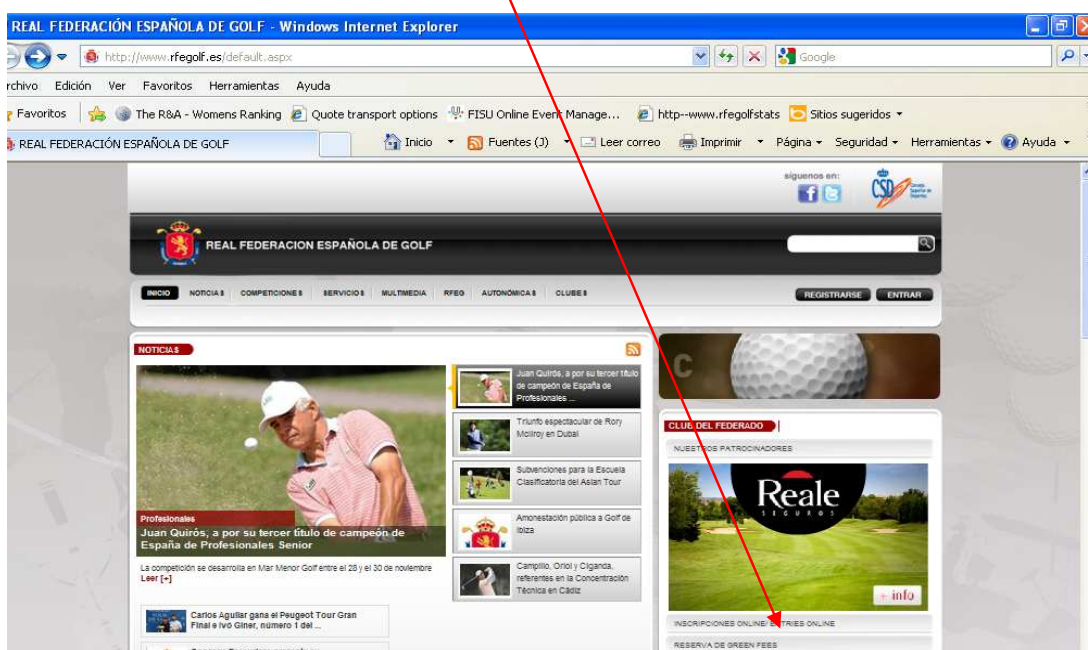 REAL FEDERACIÓN ESPAÑOLA DE GOLF - Windows Internet Explorer
http://www.rfegolf.es/default.aspx
Google
rchivo Edición Ver Favoritos Herramientas Ayuda
Favoritos The R&A - Womens Ranking Quote transport options FISU Online Event Manage... http--www.rfegolfstats Sitios sugeridos
REAL FEDERACIÓN ESPAÑOLA DE GOLF
Inicio Fuentes (J) Leer correo Imprimir Página Seguridad Herramientas Ayuda
síguenos en:
CSD
REAL FEDERACION ESPAÑOLA DE GOLF
INICIO NOTICIAS COMPETICIONES SERVICIOS MULTIMEDIA RFEG AUTONÓMICAS CLUBES
REGISTRARSE ENTRAR
NOTICIAS
Profesionales
Juan Quirós, a por su tercer título de campeón de
España de Profesionales Senior
La competición se desarrolla en Mar Menor Golf entre el 28 y el 30 de noviembre
Leer [+]
Carlos Aguilar gana el Peugeot Tour Gran
Final e Ivó Giner, número 1 del ...
Juan Quirós, a por su tercer título
de campeón de España de
Profesionales ...
Triunfo espectacular de Rory
McIlroy en Dubai
Subvenciones para la Escuela
Clasificatoria del Asian Tour
Amonestación pública a Golf de
Ibiza
Campillo, Oriol y Ciganda,
referentes en la Concentración
Técnica en Cádiz
C
CLUB DEL FEDERADO
NUESTROS PATROCINADORES
Reale
SEGUROS
+ info
INSCRIPCIONES ONLINE/ ENTRIES ONLINE
RESERVA DE GREEN FEES